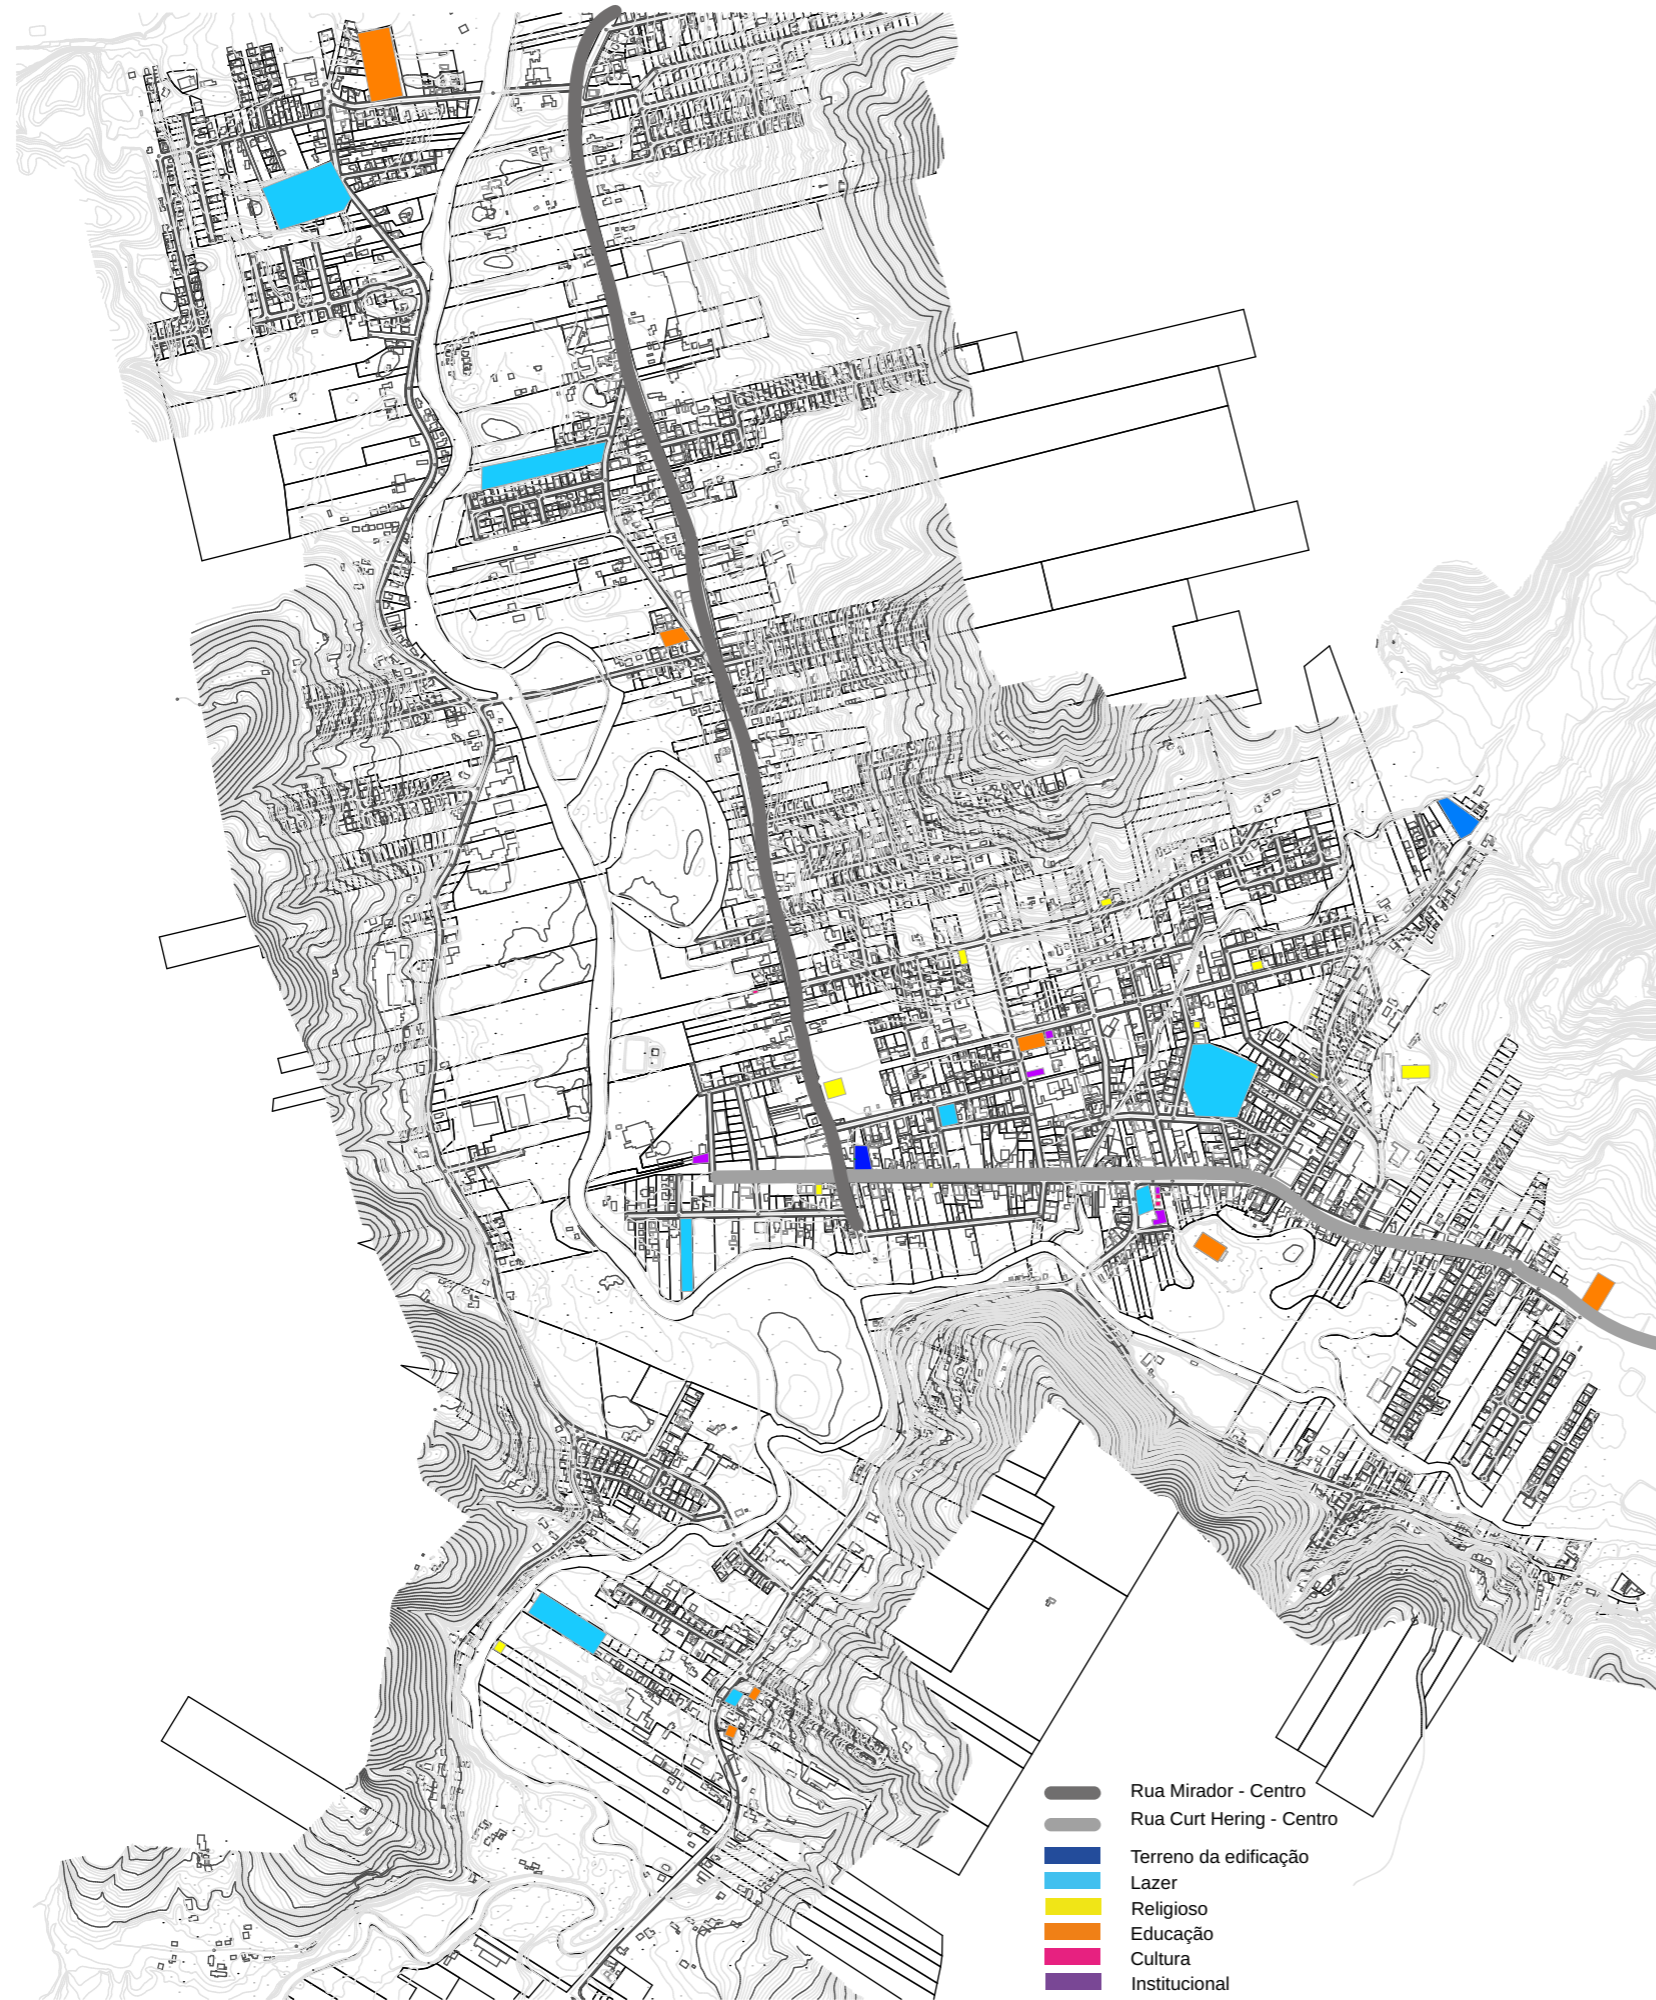 Rua Mirador - Centro
Rua Curt Hering - Centro
Terreno da edificação
Lazer
Religioso
Educação
Cultura
Institucional